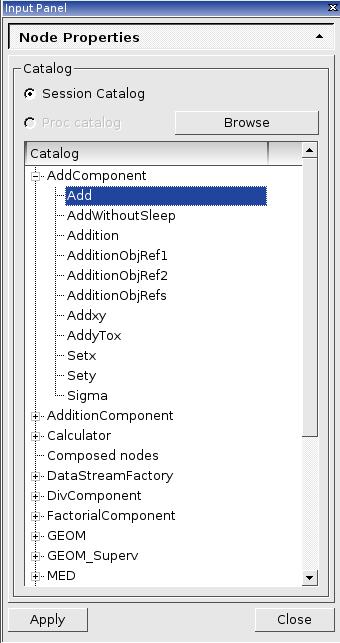 Input Panel
Node Properties
Catalog
Session Catalog
Proc catalog
Browse
Catalog
AddComponent
Add
AddWithoutSleep
Addition
AdditionObjRef1
AdditionObjRef2
AdditionObjRefs
Addxy
AddyTox
Setx
Sety
Sigma
AdditionComponent
Calculator
Composed nodes
DataStreamFactory
DivComponent
FactorialComponent
GEOM
GEOM_Superv
MED
Apply
Close